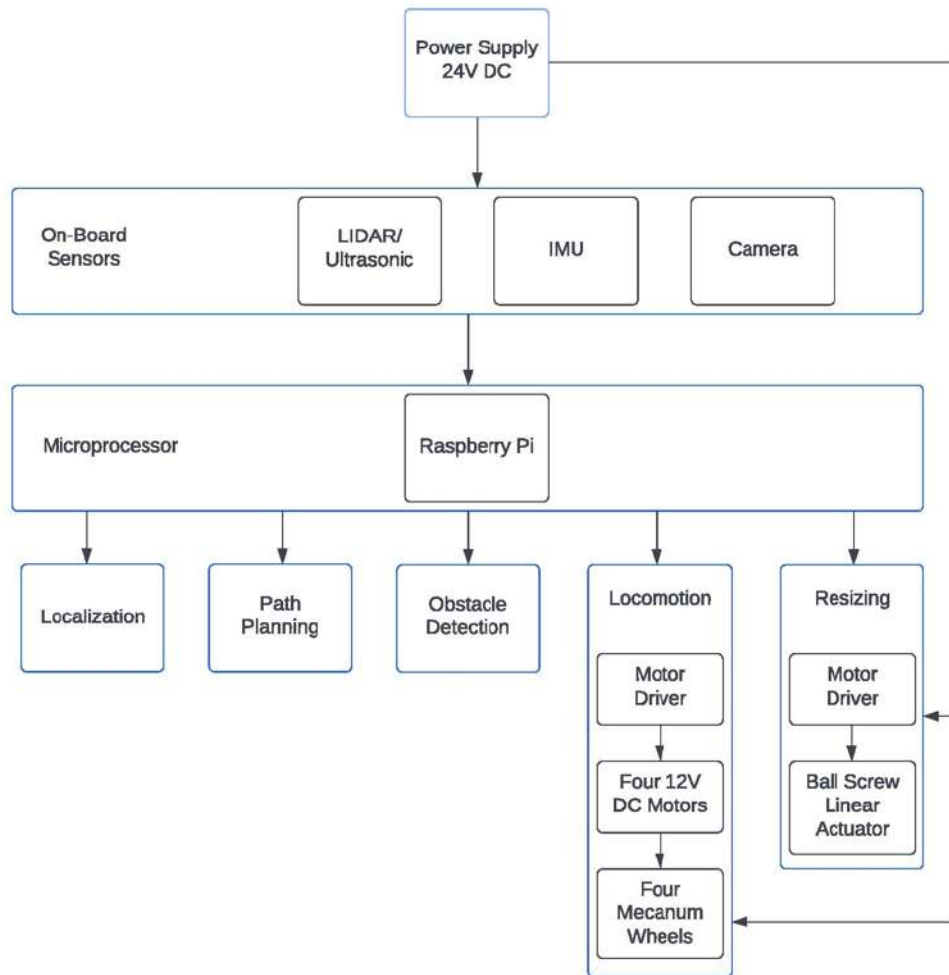 Power Supply
24V DC
On-Board
Sensors
LIDAR/
Ultrasonic
IMU
Camera
Microprocessor
Raspberry Pi
Localization
Path
Planning
Obstacle
Detection
Locomotion
Motor
Driver
Four 12V
DC Motors
Four
Mecanum
Wheels
Resizing
Motor
Driver
Ball Screw
Linear
Actuator